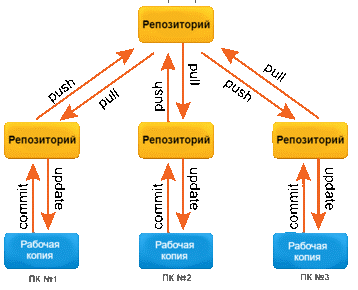 Репозиторий
push
pull
push
pull
push
pull
Репозиторий
Репозиторий
Репозиторий
commit
update
commit
update
commit
update
Рабочая
копия
Рабочая
копия
Рабочая
копия
ПК №1
ПК №2
ПК №3